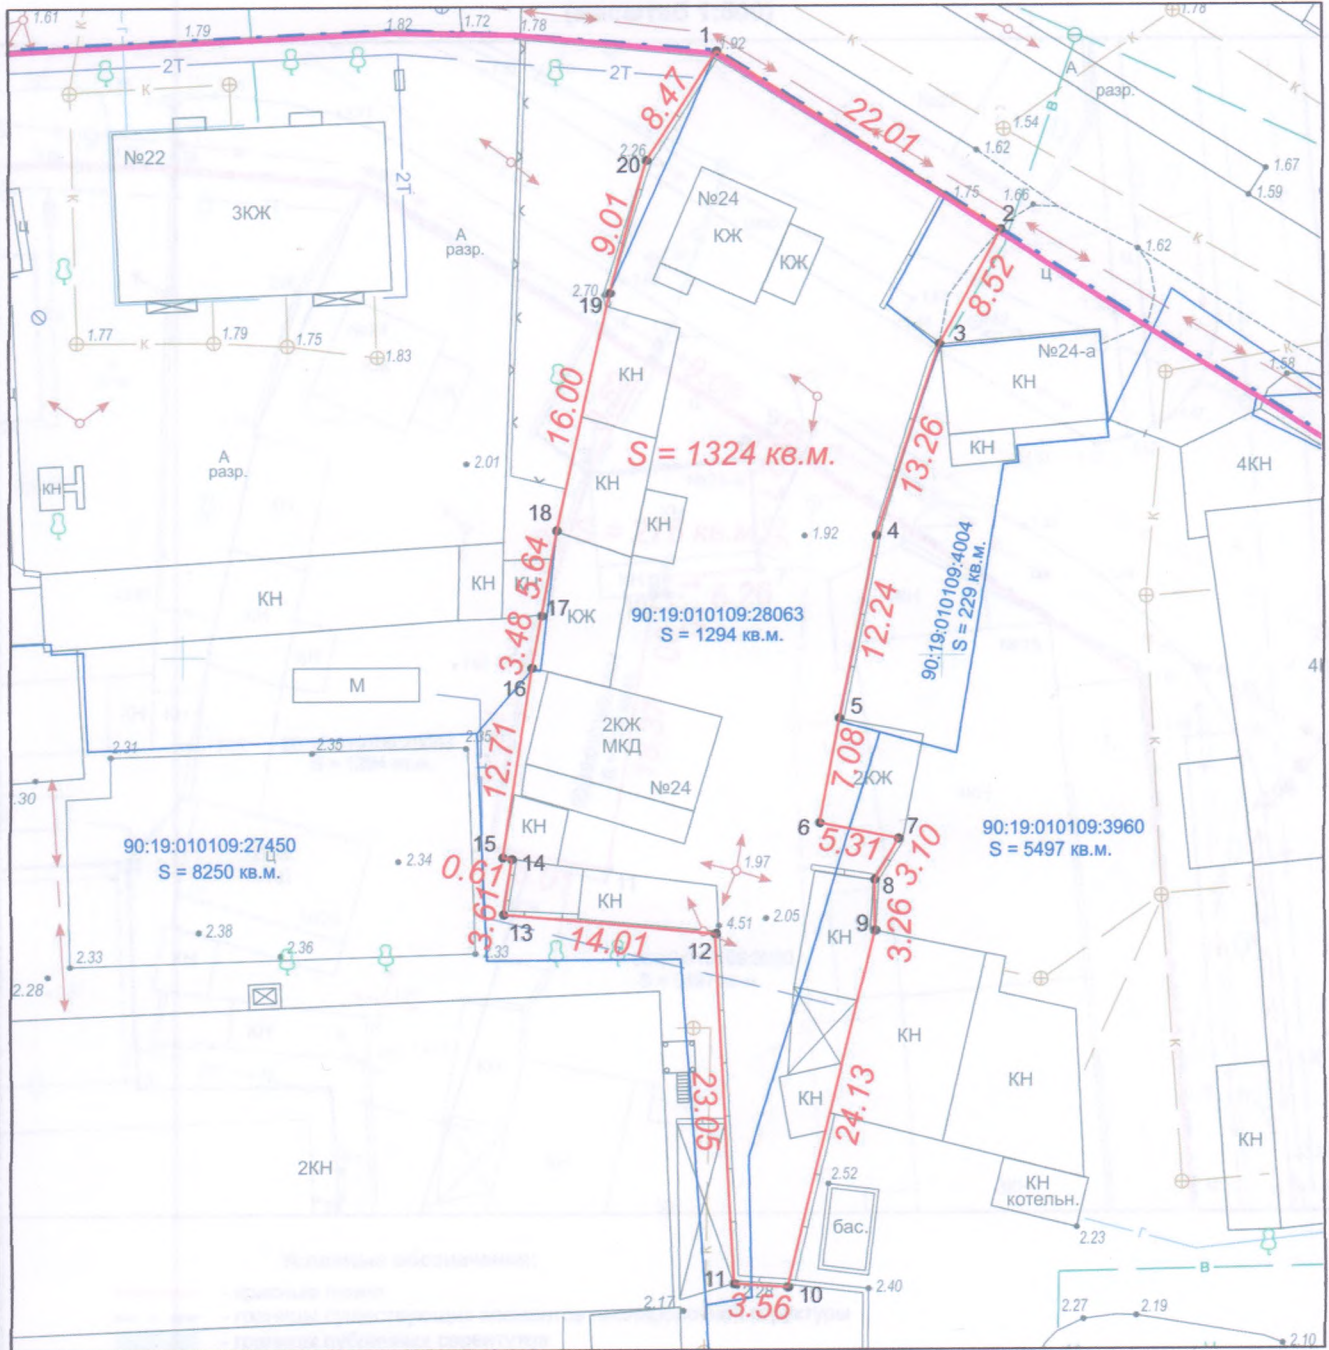 1.61
1.79
1.82
1.72
1.78
1
1.92
1.78
к
г
2Т
2Т
к
8.47
22.01
А
разр.
в
1.54
1.62
1.67
1.59
№22
2Т
3КЖ
2.26
20
№24
КЖ
КЖ
1.75
1.66
2
1.62
ц
А
разр.
9.01
2.70
19
8.52
3
№24-а
КН
КН
1.58
1.77
1.79
1.75
1.83
к
КН
16.00
S = 1324 кв.м.
13.26
А
разр.
2.01
КН
КН
КН
4КН
18
1.92
4
КН
КН
КН
5.64
17
КЖ
90:19:010109:28063
S = 1294 кв.м.
12.24
90:19:010109:4004
S = 229 кв.м.
3.48
16
М
2КЖ
МКД
№24
5
2.31
2.35
2.35
12.71
7.08
2КЖ
.30
КН
6
5.31
7
3.10
90:19:010109:3960
S = 5497 кв.м.
90:19:010109:27450
S = 8250 кв.м.
ц
2.34
15
14
0.61
1.97
8
КН
3.61
13
14.01
4.51
2.05
12
КН
9
3.26
2.38
2.36
2.33
2.33
2.28
КН
КН
КН
23.05
24.13
КН
2КН
КН
котельн.
2.52
бас.
2.23
г
в
11
2.28
3.56
10
2.40
2.17
2.27
2.19
2.10